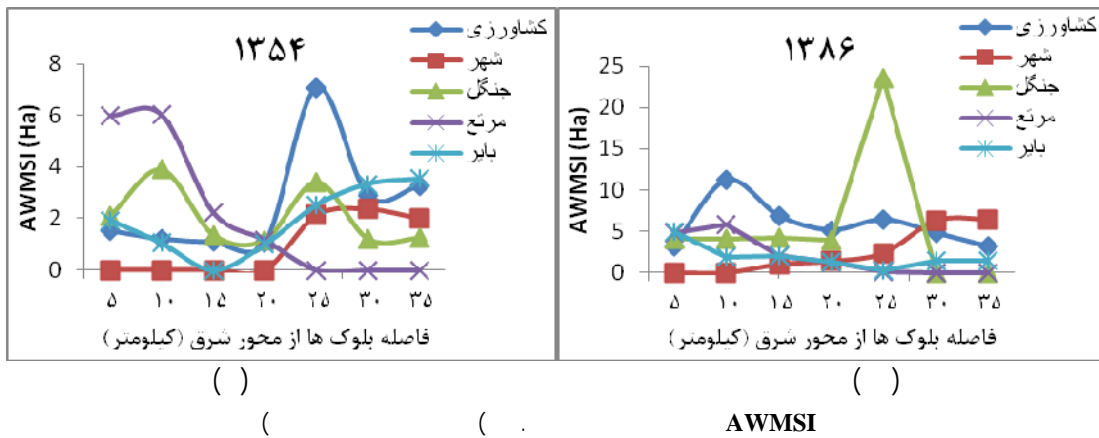 ۱۳۵۴
کشاورزی
شهر
جنگل
مرتع
بایر
AWMSI (Ha)
8
6
4
2
0
۵ ۱۰ ۱۵ ۲۰ ۲۵ ۳۰ ۳۵
فاصله بلوک ها از محور شرق (کیلومتر)
۱۳۸۶
کشاورزی
شهر
جنگل
مرتع
بایر
AWMSI (Ha)
25
20
15
10
5
0
۵ ۱۰ ۱۵ ۲۰ ۲۵ ۳۰ ۳۵
فاصله بلوک ها از محور شرق (کیلومتر)
( ) ( )
( ( . AWMSI